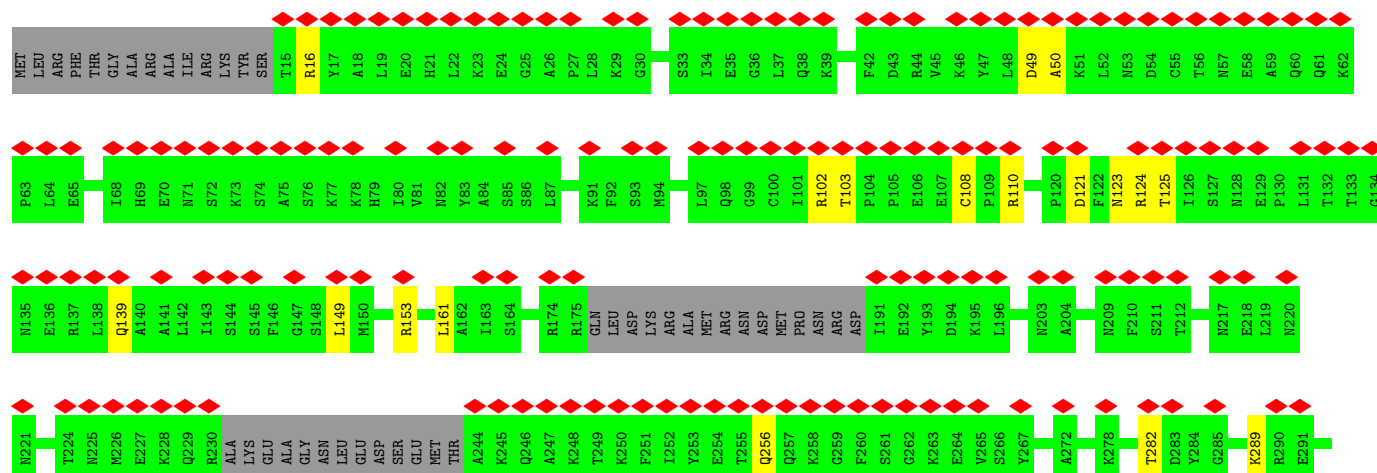 MET LEU ARG PHE THR GLY ALA ARG ALA ILE ARG LYS TYR SER T15 R16 Y17 A18 L19 E20 H21 L22 K23 E24 G25 A26 P27 L28 K29 G30 S33 I34 E35 G36 L37 Q38 K39 F42 D43 R44 V45 K46 Y47 L48 D49 A50 K51 L52 N53 D54 C55 T56 N57 E58 A59 Q60 Q61 K62
P63 L64 E65 I68 H69 E70 N71 S72 K73 S74 A75 S76 K77 K78 H79 I80 V81 N82 Y83 A84 S85 S86 L87 K91 F92 S93 M94 L97 Q98 G99 C100 I101 R102 T103 P104 P105 E106 E107 C108 P109 R110 P120 D121 F122 N123 R124 T125 I126 S127 N128 E129 P130 L131 T132 T133 G134
N135 E136 R137 L138 Q139 A140 A141 L142 I143 S144 S145 F146 G147 S148 L149 M150 R153 L161 A162 I163 S164 R174 R175 GLN LEU ASP LYS ARG ALA MET ARG ASN ASP MET PRO ASN ARG ASP I191 E192 Y193 D194 K195 L196 N203 A204 N209 F210 S211 T212 N217 E218 L219 N220
N221 T224 N225 M226 E227 K228 Q229 R230 ALA LYS GLU ALA GLY ASN LEU GLU ASP SER GLU MET THR A244 K245 Q246 A247 K248 T249 K250 F251 I252 Y253 E254 T255 Q256 Q257 K258 G259 F260 S261 G262 K263 E264 V265 S266 Y267 A272 K278 T282 D283 Y284 G285 K289 R290 E291